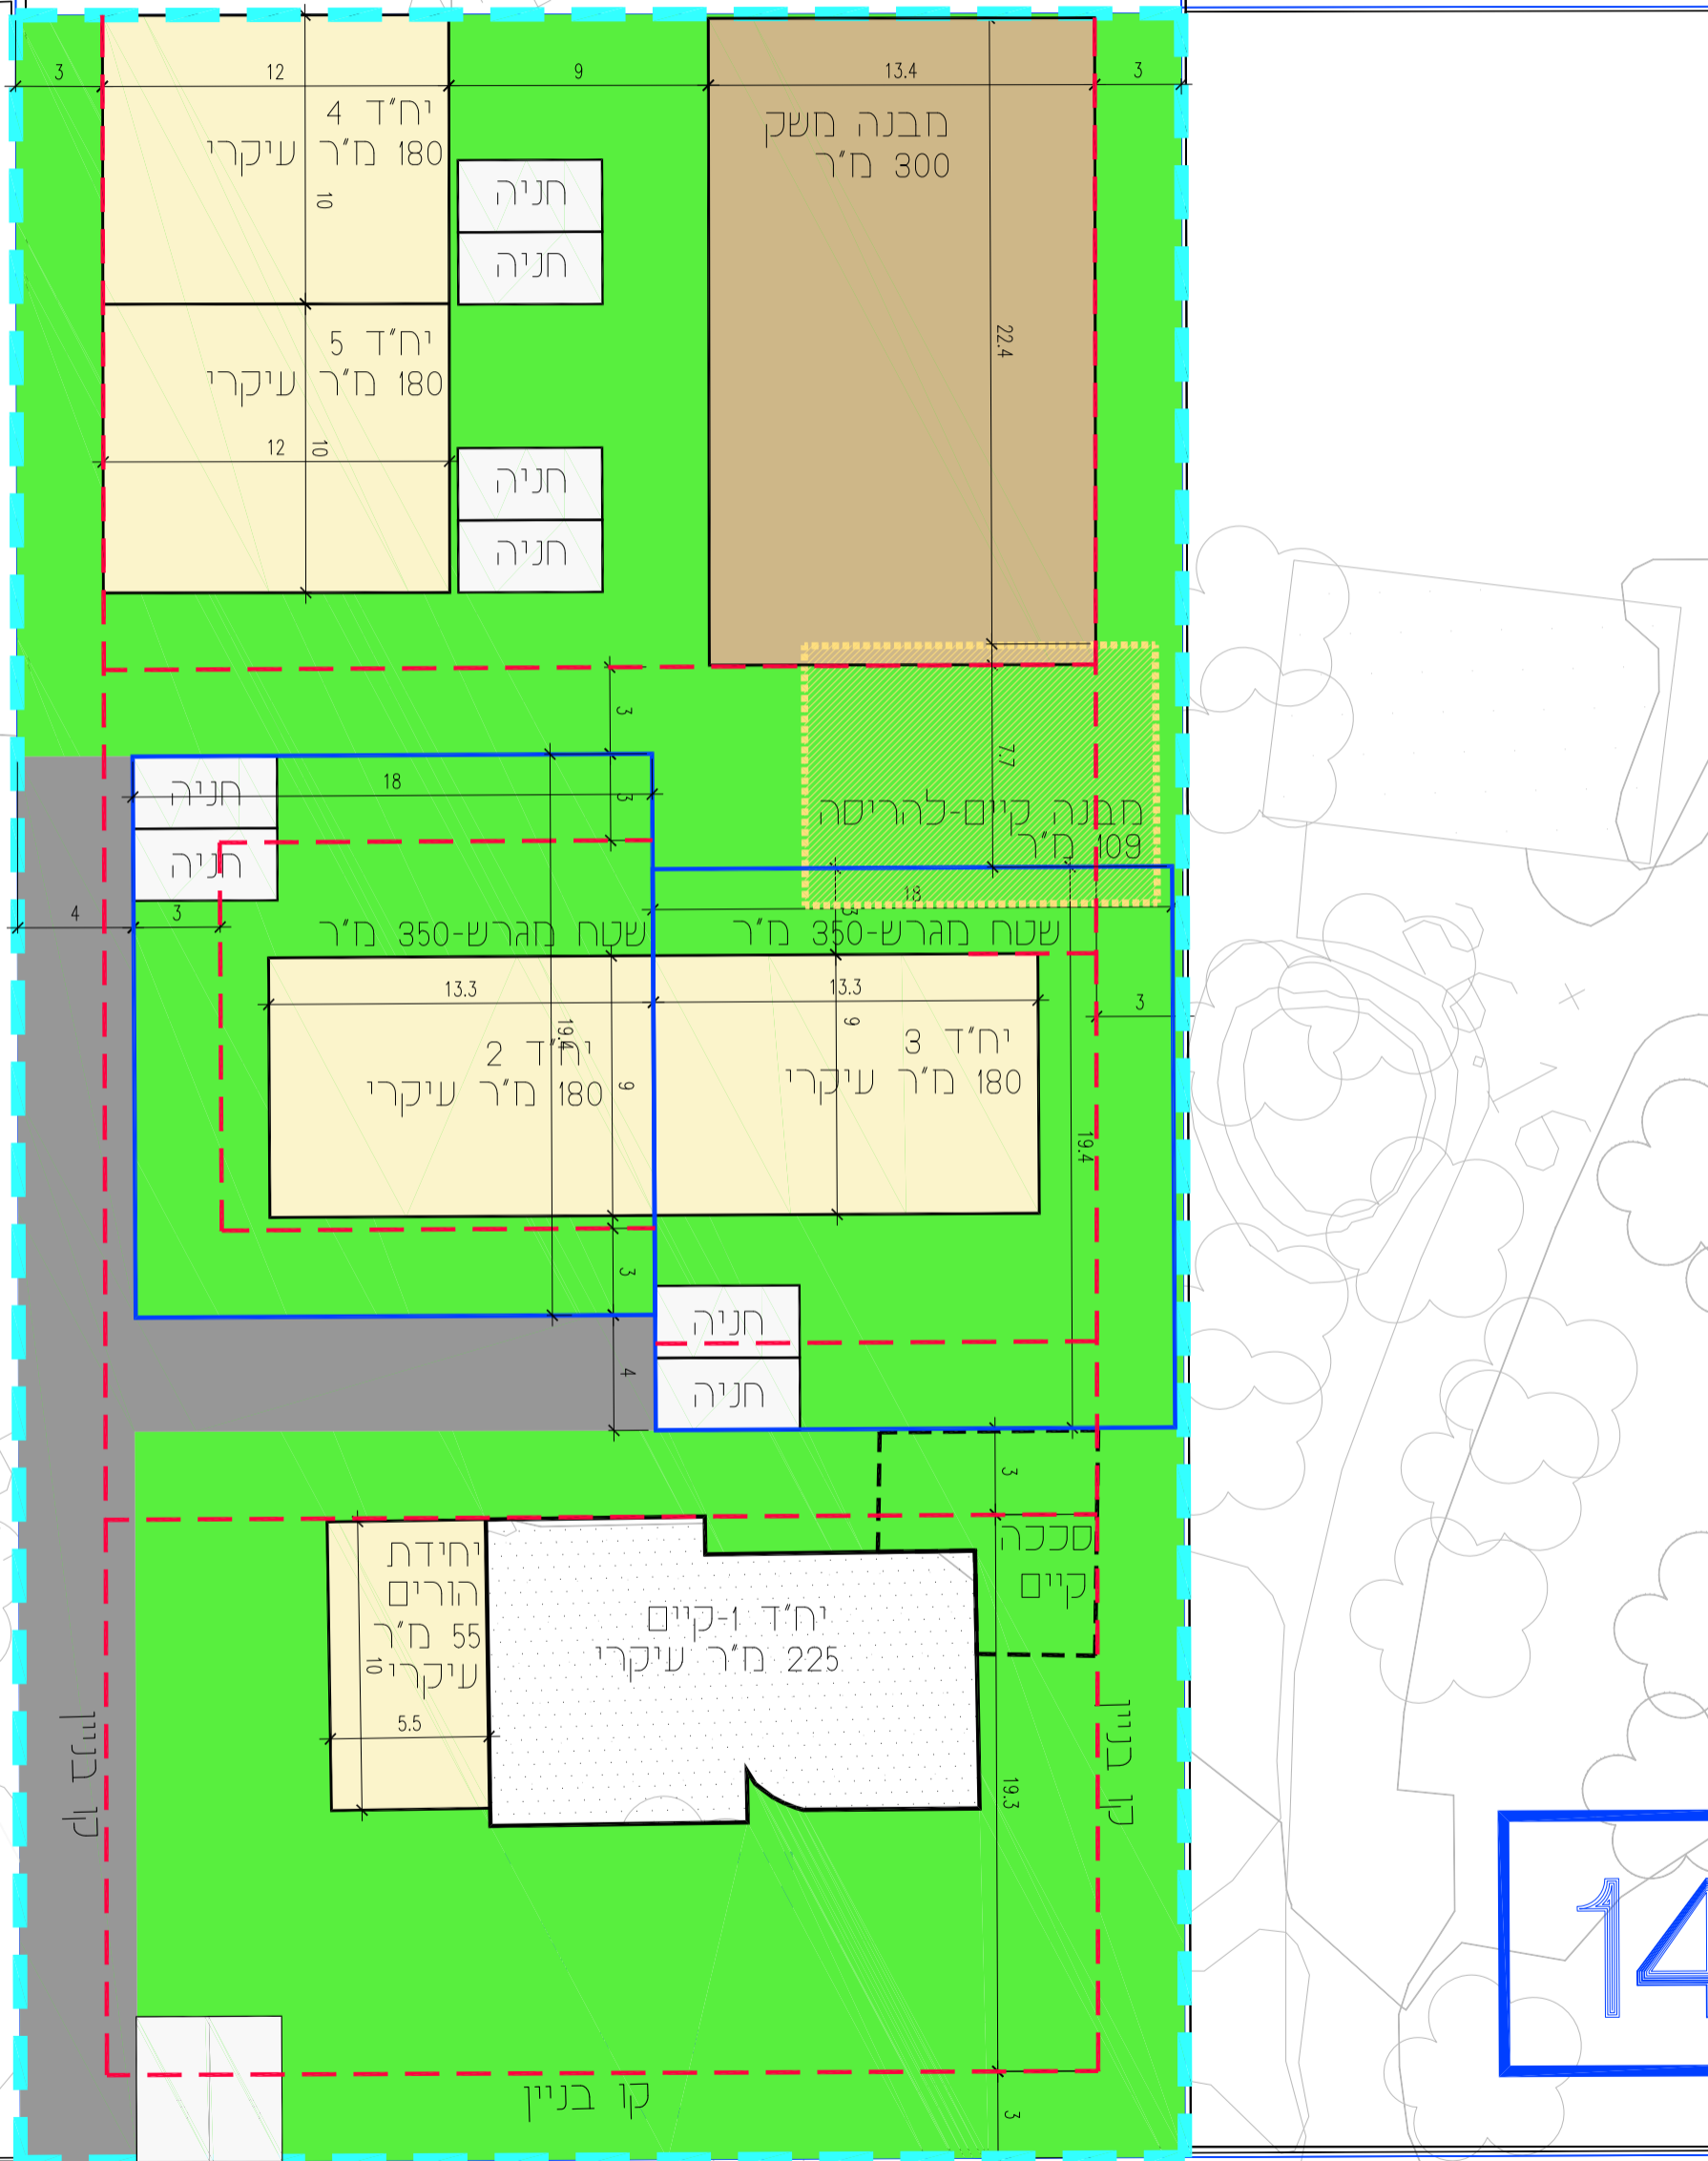 3
12
9
13.4
3
יח"ד 4
180 מ"ר עיקרי
10
מבנה משק
300 מ"ר
חניה
חניה
22.4
יח"ד 5
180 מ"ר עיקרי
12
10
חניה
חניה
3
7.7
חניה
18
3
מבנה קיים-להריסה
109 מ"ר
חניה
4
3
18
3
שטח מגרש-350 מ"ר
שטח מגרש-350 מ"ר
13.3
13.3
3
19.4
9
יח"ד 2
180 מ"ר עיקרי
9
יח"ד 3
180 מ"ר עיקרי
19.4
3
חניה
4
חניה
3
סככה
קיים
יחידת
הורים
55 מ"ר
עיקרי
10
5.5
יח"ד 1-קיים
225 מ"ר עיקרי
קו בניין
קו בניין
19.3
14
קו בניין
3